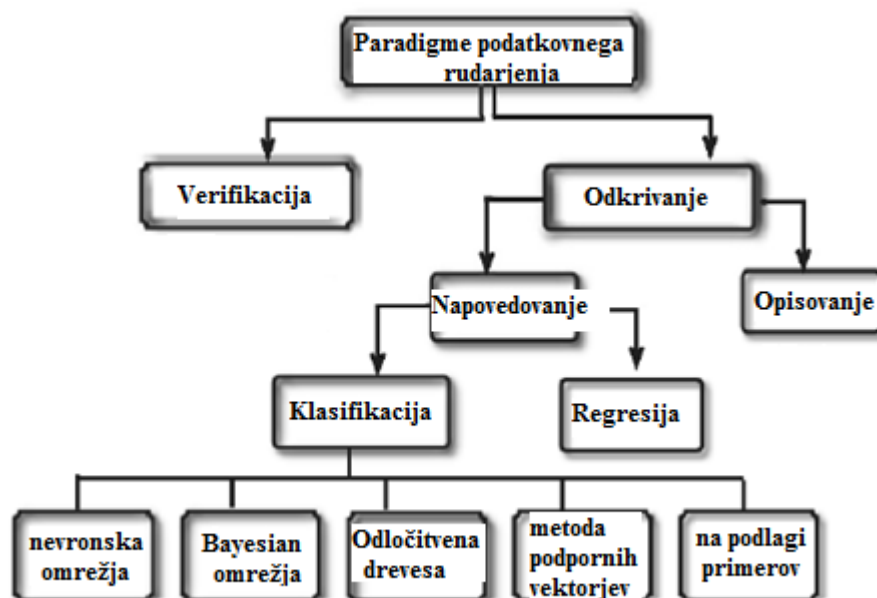 Paradigme podatkovnega
rudarjenja
Verifikacija
Odkrivanje
Napovedovanje
Opisovanje
Klasifikacija
Regresija
nevronska
omrežja
Bayesian
omrežja
Odločitvena
drevesa
metoda
podpornih
vektorjev
na podlagi
primerov